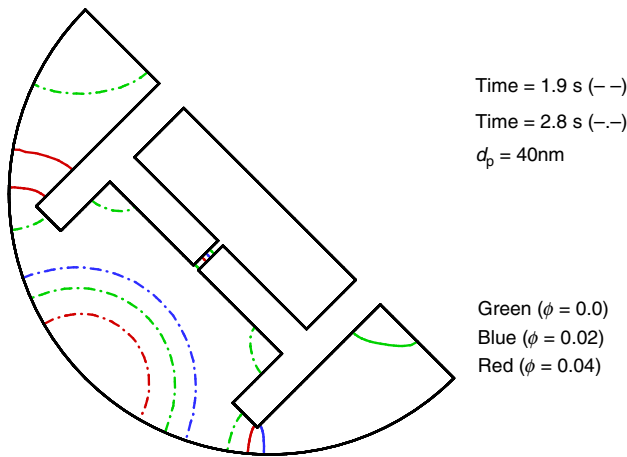 Time = 1.9 s (– –)
Time = 2.8 s (–.–)
dp = 40nm
Green (ϕ = 0.0)
Blue (ϕ = 0.02)
Red (ϕ = 0.04)